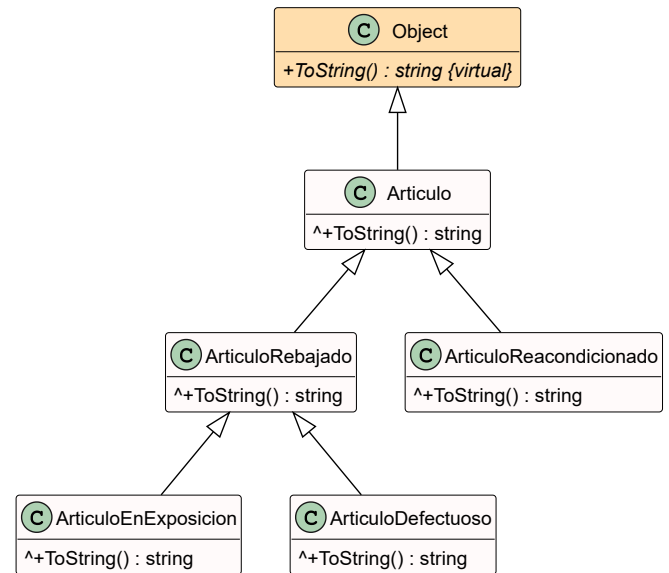 C Object
+ToString() : string {virtual}
C Articulo
^+ToString() : string
C ArticuloRebajado
^+ToString() : string
C ArticuloReacondicionado
^+ToString() : string
C ArticuloEnExposicion
^+ToString() : string
C ArticuloDefectuoso
^+ToString() : string